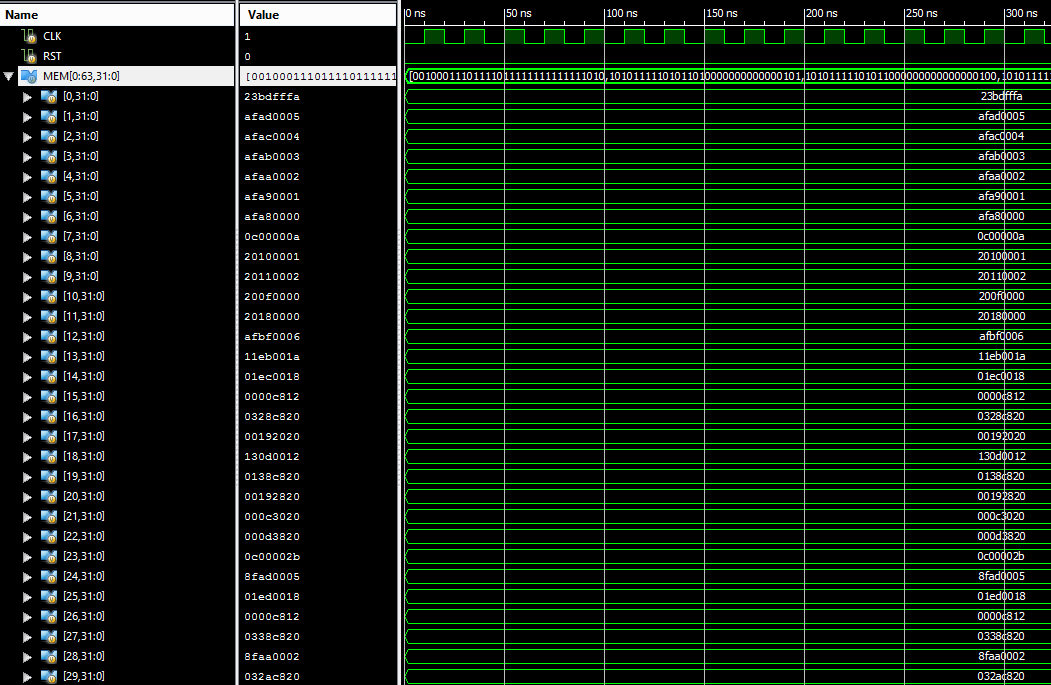 Name Value 0 ns 50 ns 100 ns 150 ns 200 ns 250 ns 300 ns
CLK 1
RST 0
MEM[0:63,31:0] [0010001110111101111111 [00100011101111011111111111111010,10101111101011010000000000000101,10101111101011000000000000000100,10101111
[0,31:0] 23bdfffa 23bdfffa
[1,31:0] afad0005 afad0005
[2,31:0] afac0004 afac0004
[3,31:0] afab0003 afab0003
[4,31:0] afaa0002 afaa0002
[5,31:0] afa90001 afa90001
[6,31:0] afa80000 afa80000
[7,31:0] 0c00000a 0c00000a
[8,31:0] 20100001 20100001
[9,31:0] 20110002 20110002
[10,31:0] 200f0000 200f0000
[11,31:0] 20180000 20180000
[12,31:0] afbf0006 afbf0006
[13,31:0] 11eb001a 11eb001a
[14,31:0] 01ec0018 01ec0018
[15,31:0] 0000c812 0000c812
[16,31:0] 0328c820 0328c820
[17,31:0] 00192020 00192020
[18,31:0] 130d0012 130d0012
[19,31:0] 0138c820 0138c820
[20,31:0] 00192820 00192820
[21,31:0] 000c3020 000c3020
[22,31:0] 000d3820 000d3820
[23,31:0] 0c00002b 0c00002b
[24,31:0] 8fad0005 8fad0005
[25,31:0] 01ed0018 01ed0018
[26,31:0] 0000c812 0000c812
[27,31:0] 0338c820 0338c820
[28,31:0] 8faa0002 8faa0002
[29,31:0] 032ac820 032ac820